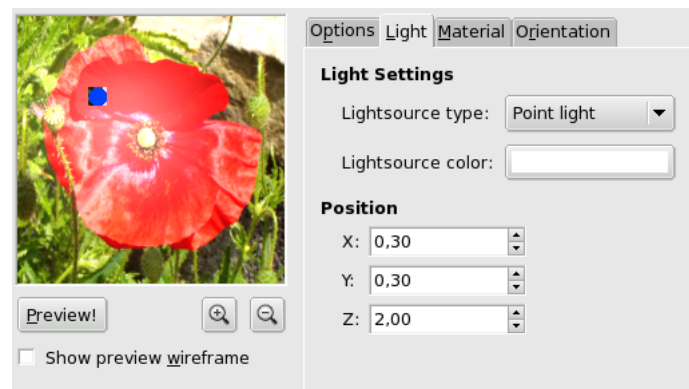 Options Light Material Orientation
Light Settings
Lightsource type: Point light
Lightsource color:
Position
X: 0,30
Y: 0,30
Z: 2,00
Preview!
Show preview wireframe